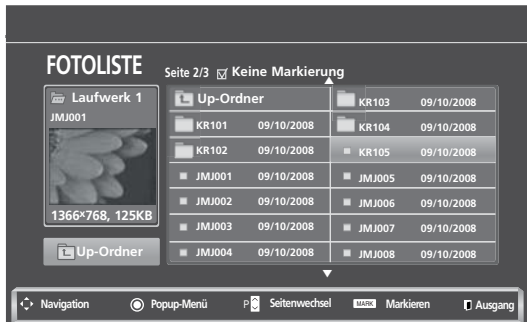 FOTOLISTE
Seite 2/3 Keine Markierung
Laufwerk 1
JMJ001
1366×768, 125KB
Up-Ordner
Up-Ordner
KR101 09/10/2008
KR102 09/10/2008
JMJ001 09/10/2008
JMJ002 09/10/2008
JMJ003 09/10/2008
JMJ004 09/10/2008
KR103 09/10/2008
KR104 09/10/2008
KR105 09/10/2008
JMJ005 09/10/2008
JMJ006 09/10/2008
JMJ007 09/10/2008
JMJ008 09/10/2008
Navigation Popup-Menü P Seitenwechsel MARK Markieren Ausgang